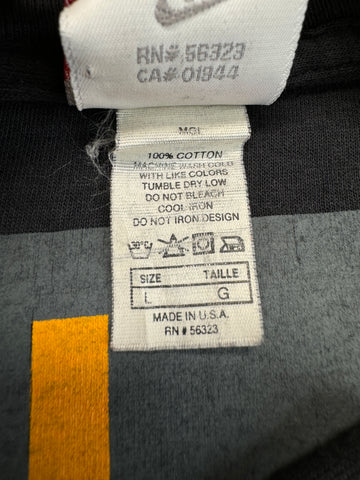 RN# 56323
CA# 01944
MGI
100% COTTON
MACHINE WASH COLD
WITH LIKE COLORS
TUMBLE DRY LOW
DO NOT BLEACH
COOL IRON
DO NOT IRON DESIGN
30°C
SIZE TAILLE
L G
MADE IN U.S.A.
RN # 56323